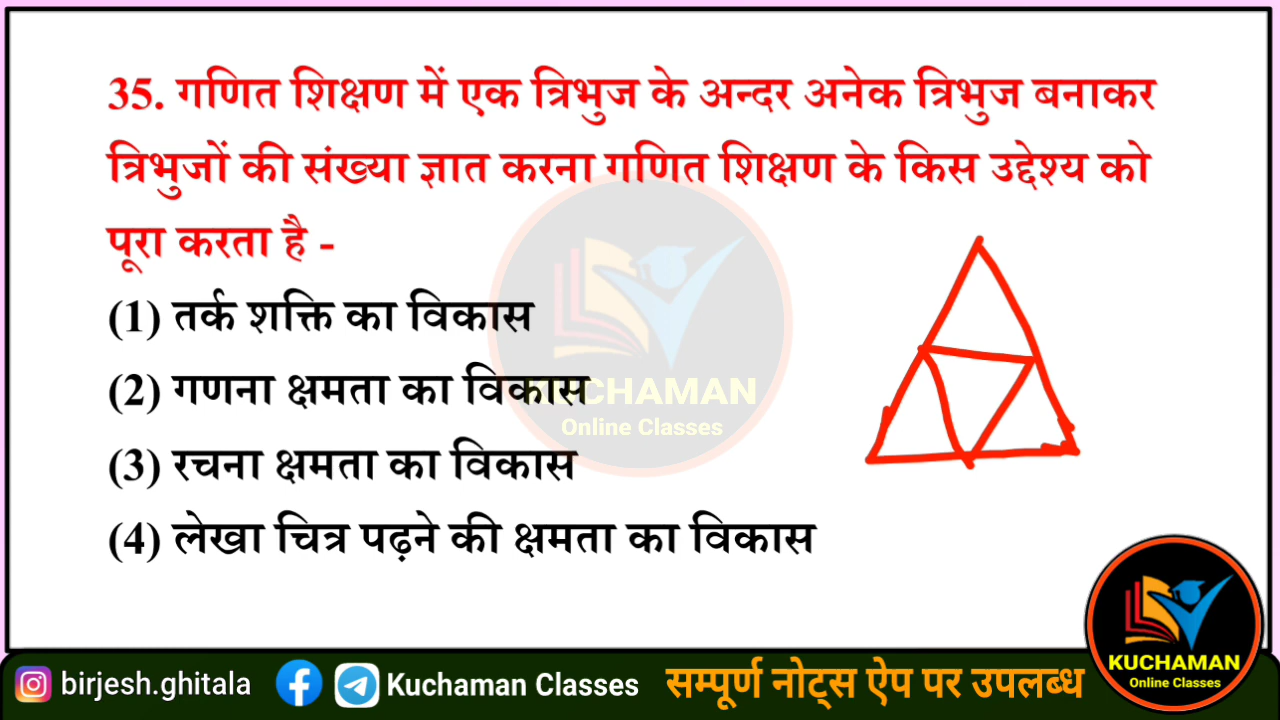 35. गणित शिक्षण में एक त्रिभुज के अन्दर अनेक त्रिभुज बनाकर
त्रिभुजों की संख्या ज्ञात करना गणित शिक्षण के किस उद्देश्य को
पूरा करता है -
(1) तर्क शक्ति का विकास
(2) गणना क्षमता का विकास
(3) रचना क्षमता का विकास
(4) लेखा चित्र पढ़ने की क्षमता का विकास
KUCHAMAN
Online Classes
birjesh.ghitala
Kuchaman Classes
सम्पूर्ण नोट्स ऐप पर उपलब्ध
KUCHAMAN
Online Classes